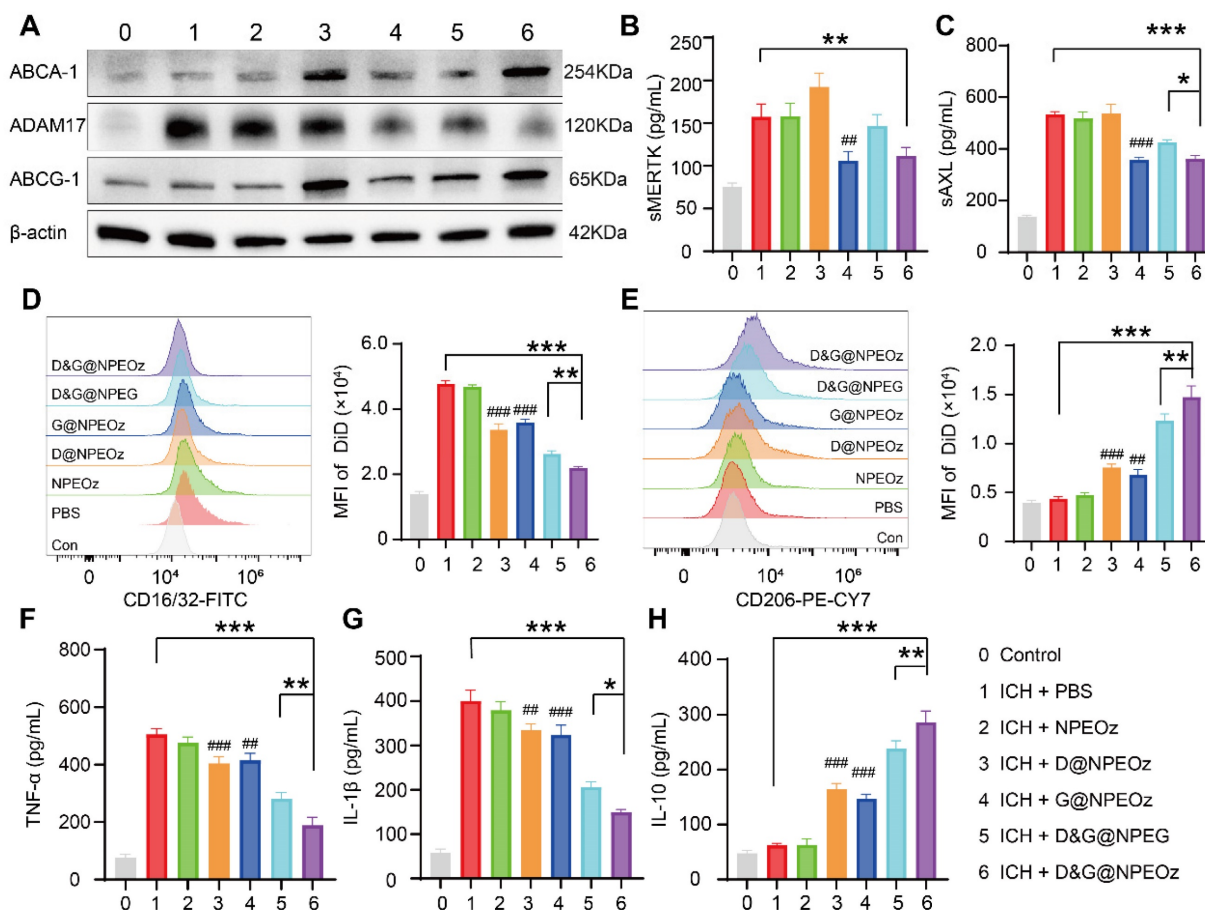 A
0 1 2 3 4 5 6
ABCA-1 254KDa
ADAM17 120KDa
ABCG-1 65KDa
β-actin 42KDa
B
sMERTK (pg/mL)
250
200
150
100
50
0
**
##
0 1 2 3 4 5 6
C
sAXL (pg/mL)
800
600
400
200
0
***
*
###
0 1 2 3 4 5 6
D
D&G@NPEOz
D&G@NPEG
G@NPEOz
D@NPEOz
NPEOz
PBS
Con
0 10⁴ 10⁶
CD16/32-FITC
MFI of DiD (×10⁴)
6.0
4.0
2.0
0
***
**
### ###
0 1 2 3 4 5 6
E
D&G@NPEOz
D&G@NPEG
G@NPEOz
D@NPEOz
NPEOz
PBS
Con
0 10⁴ 10⁶
CD206-PE-CY7
MFI of DiD (×10⁴)
2.0
1.5
1.0
0.5
0
***
**
### ##
0 1 2 3 4 5 6
F
TNF-α (pg/mL)
800
600
400
200
0
***
**
### ##
0 1 2 3 4 5 6
G
IL-1β (pg/mL)
500
400
300
200
100
0
***
*
## ###
0 1 2 3 4 5 6
H
IL-10 (pg/mL)
400
300
200
100
0
***
**
### ###
0 1 2 3 4 5 6
0 Control
1 ICH + PBS
2 ICH + NPEOz
3 ICH + D@NPEOz
4 ICH + G@NPEOz
5 ICH + D&G@NPEG
6 ICH + D&G@NPEOz